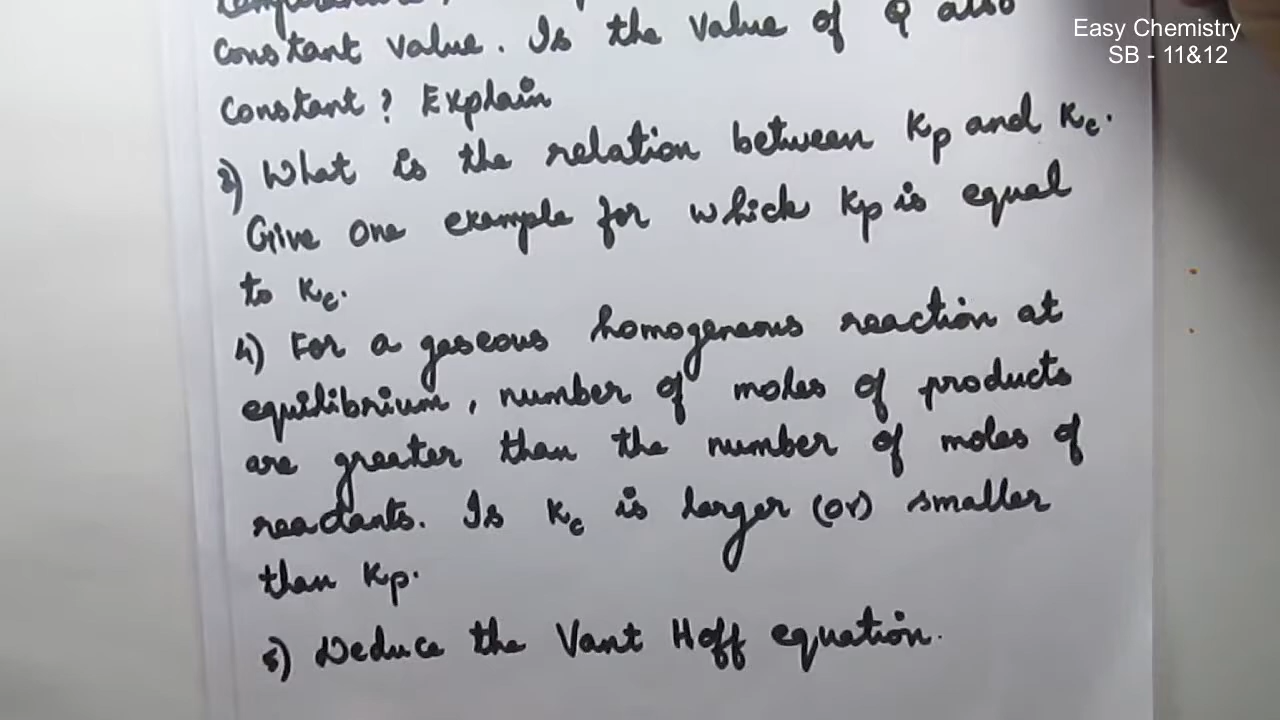 Easy Chemistry
SB - 11&12
constant value. Is the value of Q also
constant? Explain
3) What is the relation between Kp and Kc.
Give one example for which Kp is equal
to Kc.
4) For a gaseous homogeneous reaction at
equilibrium, number of moles of products
are greater than the number of moles of
reactants. Is Kc is larger (or) smaller
than Kp.
5) Deduce the Vant Hoff equation.